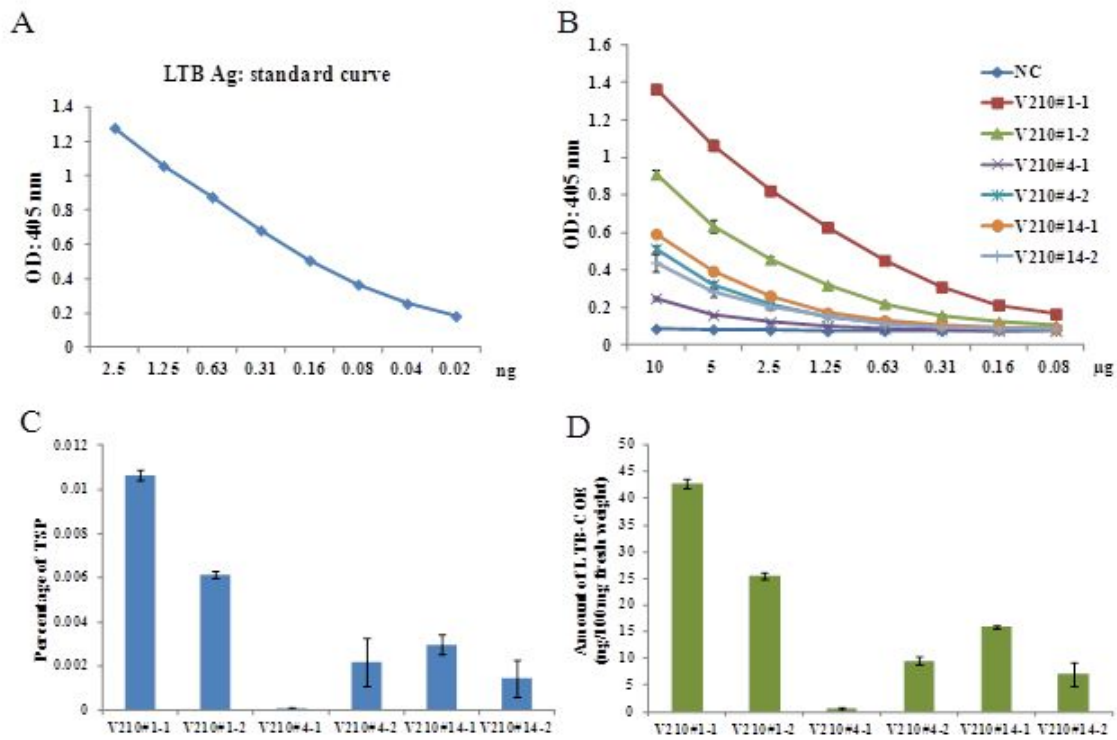 A
LTB Ag: standard curve
OD: 405 nm
1.4
1.2
1
0.8
0.6
0.4
0.2
0
2.5 1.25 0.63 0.31 0.16 0.08 0.04 0.02 ng
B
OD: 405 nm
1.6
1.4
1.2
1
0.8
0.6
0.4
0.2
0
10 5 2.5 1.25 0.63 0.31 0.16 0.08 µg
NC
V210#1-1
V210#1-2
V210#4-1
V210#4-2
V210#14-1
V210#14-2
C
Percentage of TSP
0.012
0.01
0.008
0.006
0.004
0.002
0
V210#1-1 V210#1-2 V210#4-1 V210#4-2 V210#14-1 V210#14-2
D
Amount of LTB-COE
(ng/100mg fresh weight)
50
45
40
35
30
25
20
15
10
5
0
V210#1-1 V210#1-2 V210#4-1 V210#4-2 V210#14-1 V210#14-2